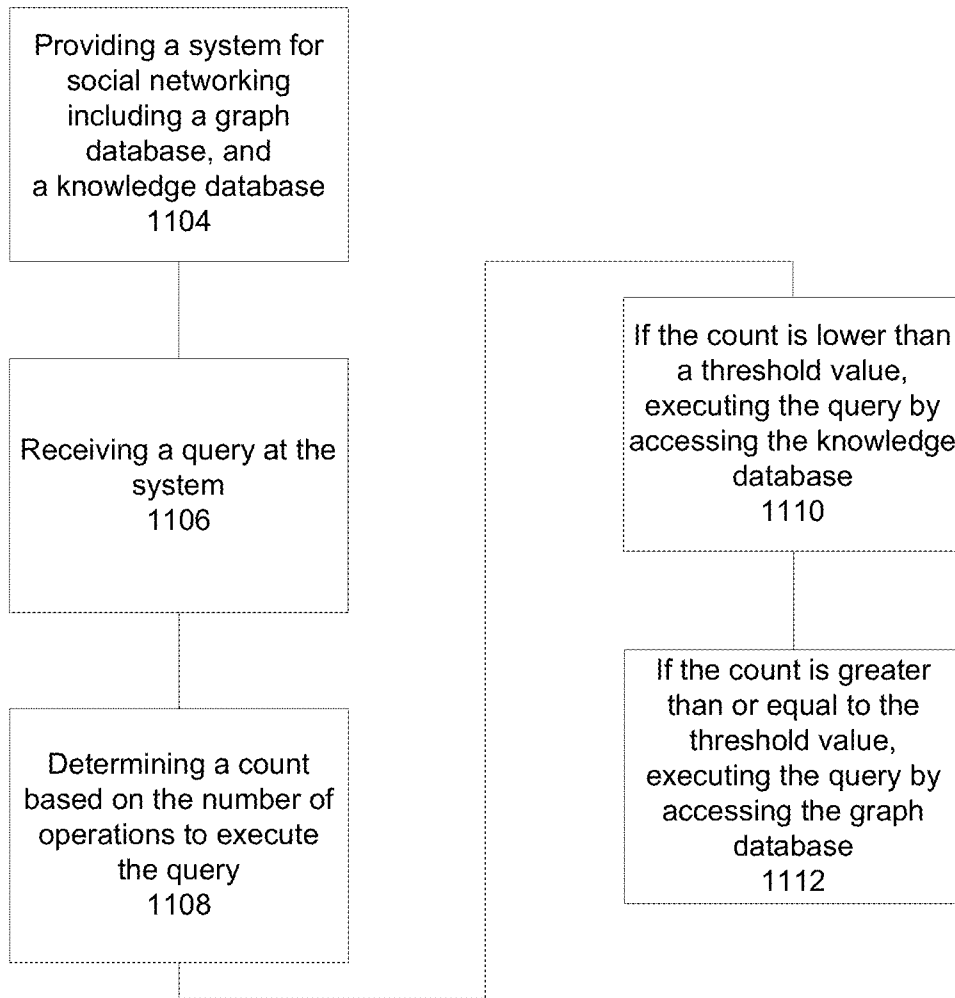 Providing a system for
social networking
including a graph
database, and
a knowledge database
1104
Receiving a query at the
system
1106
Determining a count
based on the number of
operations to execute
the query
1108
If the count is lower than
a threshold value,
executing the query by
accessing the knowledge
database
1110
If the count is greater
than or equal to the
threshold value,
executing the query by
accessing the graph
database
1112